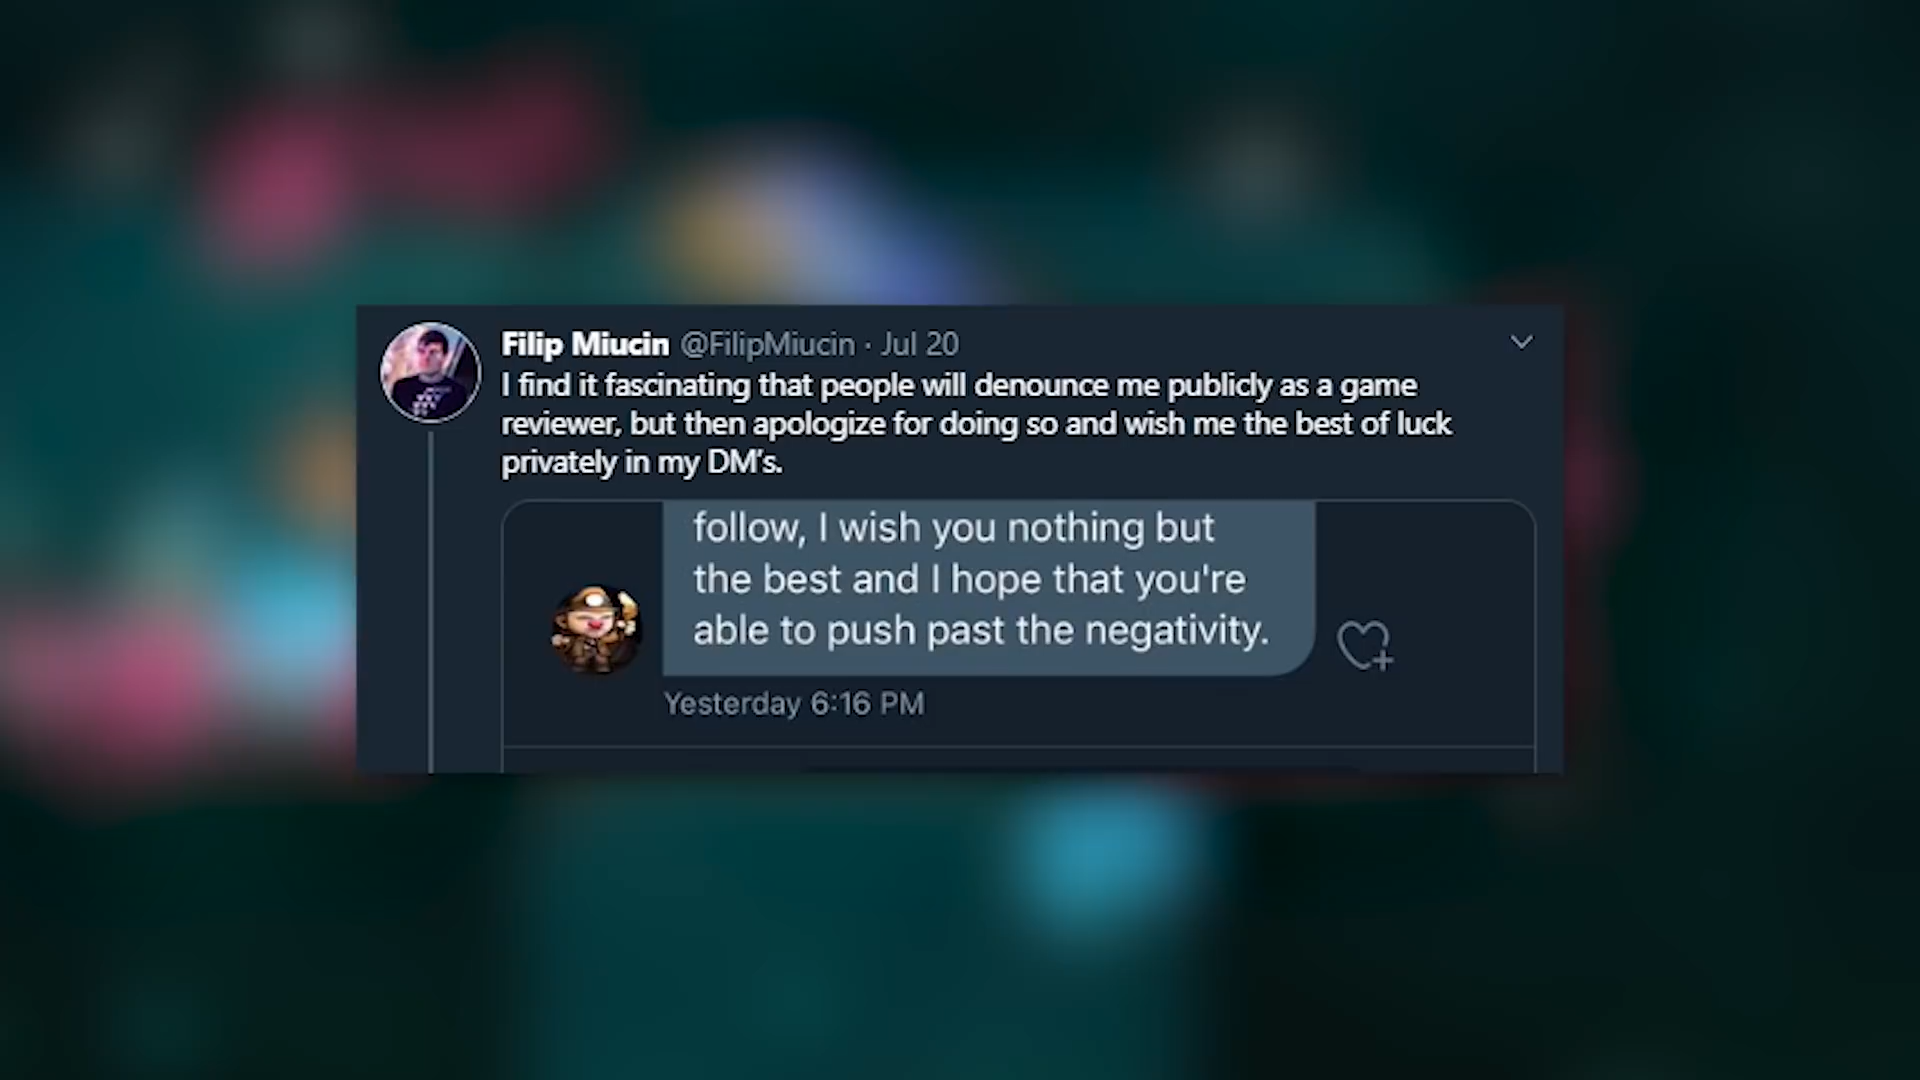 Filip Miucin @FilipMiucin · Jul 20
I find it fascinating that people will denounce me publicly as a game
reviewer, but then apologize for doing so and wish me the best of luck
privately in my DM's.
follow, I wish you nothing but
the best and I hope that you're
able to push past the negativity.
Yesterday 6:16 PM